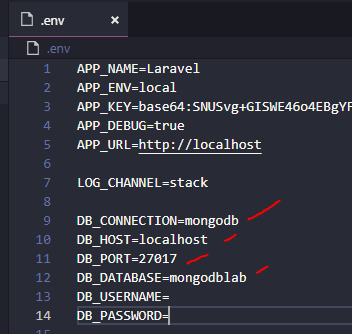 .env
.env
1 APP_NAME=Laravel
2 APP_ENV=local
3 APP_KEY=base64:SNUSvg+GISWE46o4EBgYF
4 APP_DEBUG=true
5 APP_URL=http://localhost
6
7 LOG_CHANNEL=stack
8
9 DB_CONNECTION=mongodb
10 DB_HOST=localhost
11 DB_PORT=27017
12 DB_DATABASE=mongodblab
13 DB_USERNAME=
14 DB_PASSWORD=